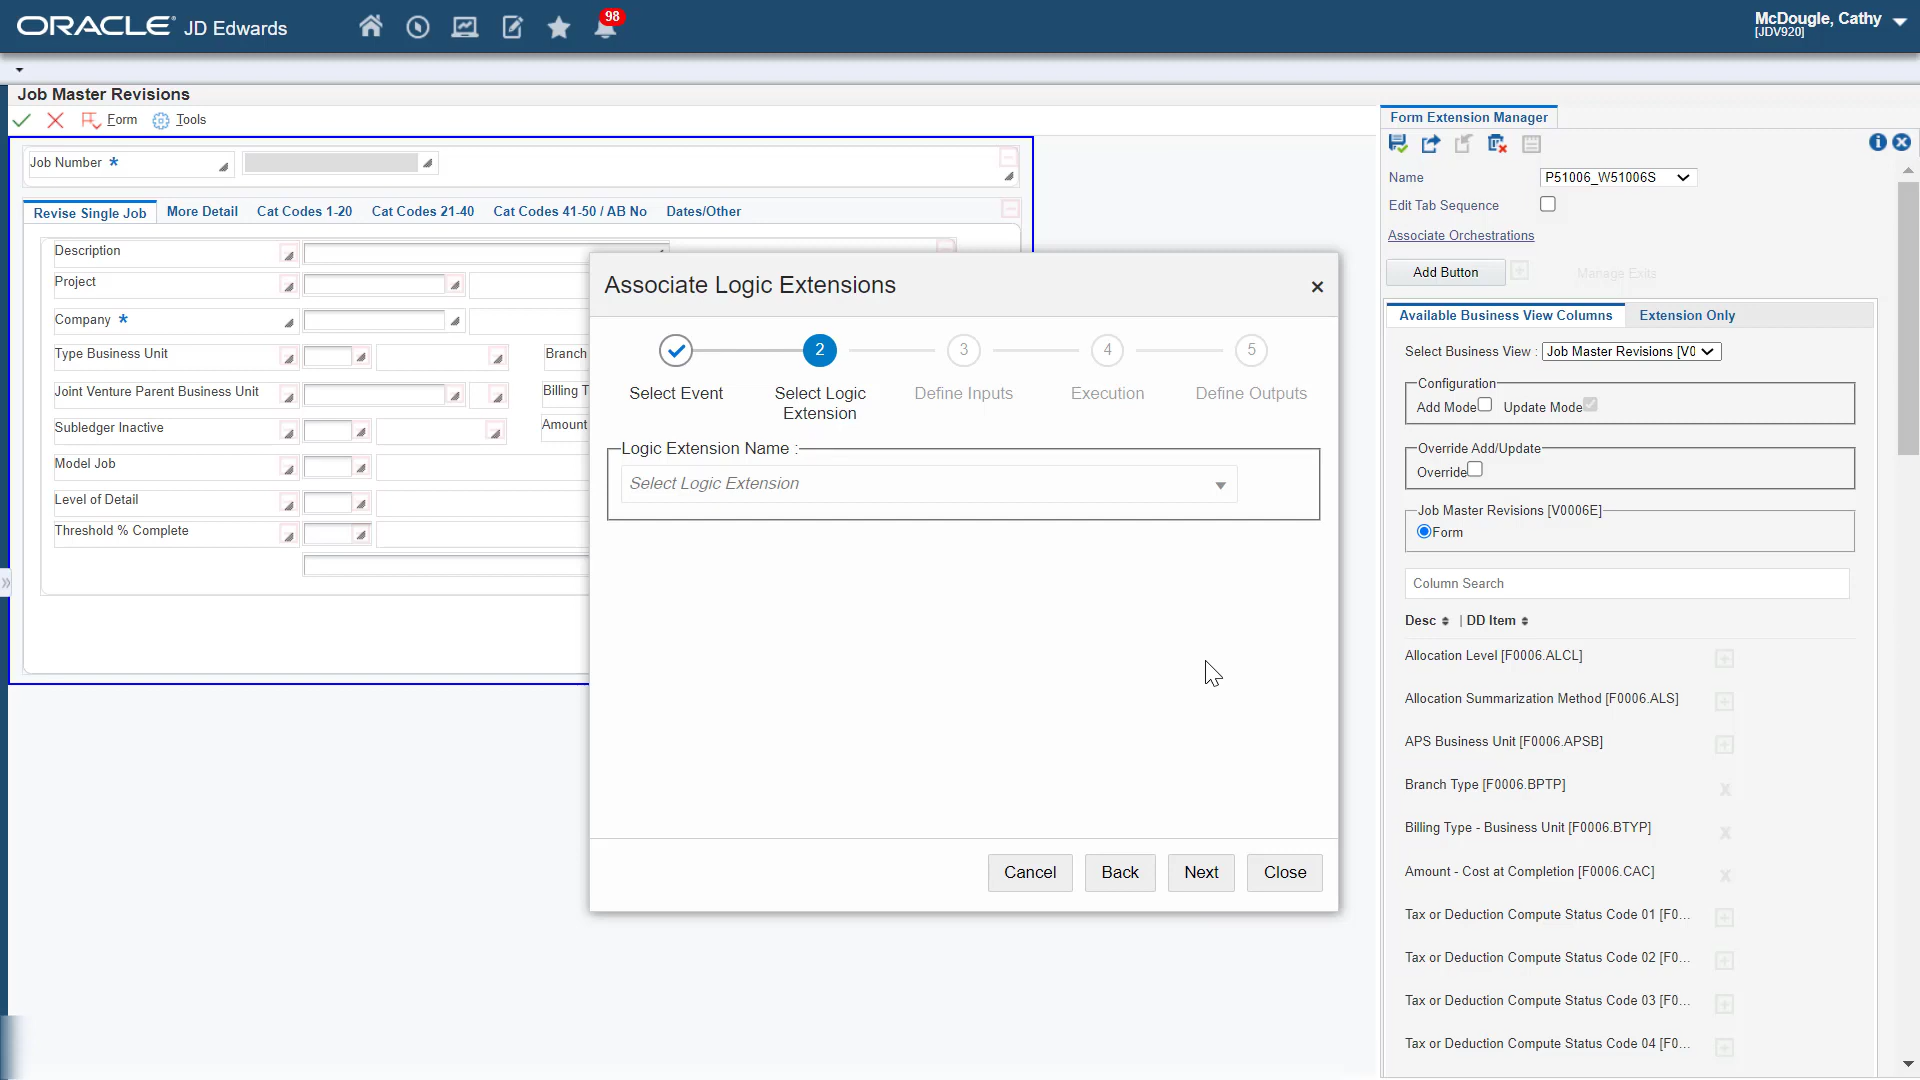 ORACLE JD Edwards
98
McDougle, Cathy
[JDV920]
Job Master Revisions
Form
Tools
Job Number *
Revise Single Job
More Detail
Cat Codes 1-20
Cat Codes 21-40
Cat Codes 41-50 / AB No
Dates/Other
Description
Project
Company *
Type Business Unit
Branch
Joint Venture Parent Business Unit
Billing T
Subledger Inactive
Amount
Model Job
Level of Detail
Threshold % Complete
Associate Logic Extensions
×
2
3
4
5
Select Event
Select Logic
Extension
Define Inputs
Execution
Define Outputs
Logic Extension Name :
Select Logic Extension
Cancel
Back
Next
Close
Form Extension Manager
Name
P51006_W51006S
Edit Tab Sequence
Associate Orchestrations
Add Button
Manage Exits
Available Business View Columns
Extension Only
Select Business View :
Job Master Revisions [V0
Configuration
Add Mode
Update Mode
Override Add/Update
Override
Job Master Revisions [V0006E]
Form
Column Search
Desc | DD Item
Allocation Level [F0006.ALCL]
Allocation Summarization Method [F0006.ALS]
APS Business Unit [F0006.APSB]
Branch Type [F0006.BPTP]
X
Billing Type - Business Unit [F0006.BTYP]
X
Amount - Cost at Completion [F0006.CAC]
X
Tax or Deduction Compute Status Code 01 [F0...
Tax or Deduction Compute Status Code 02 [F0...
Tax or Deduction Compute Status Code 03 [F0...
Tax or Deduction Compute Status Code 04 [F0...